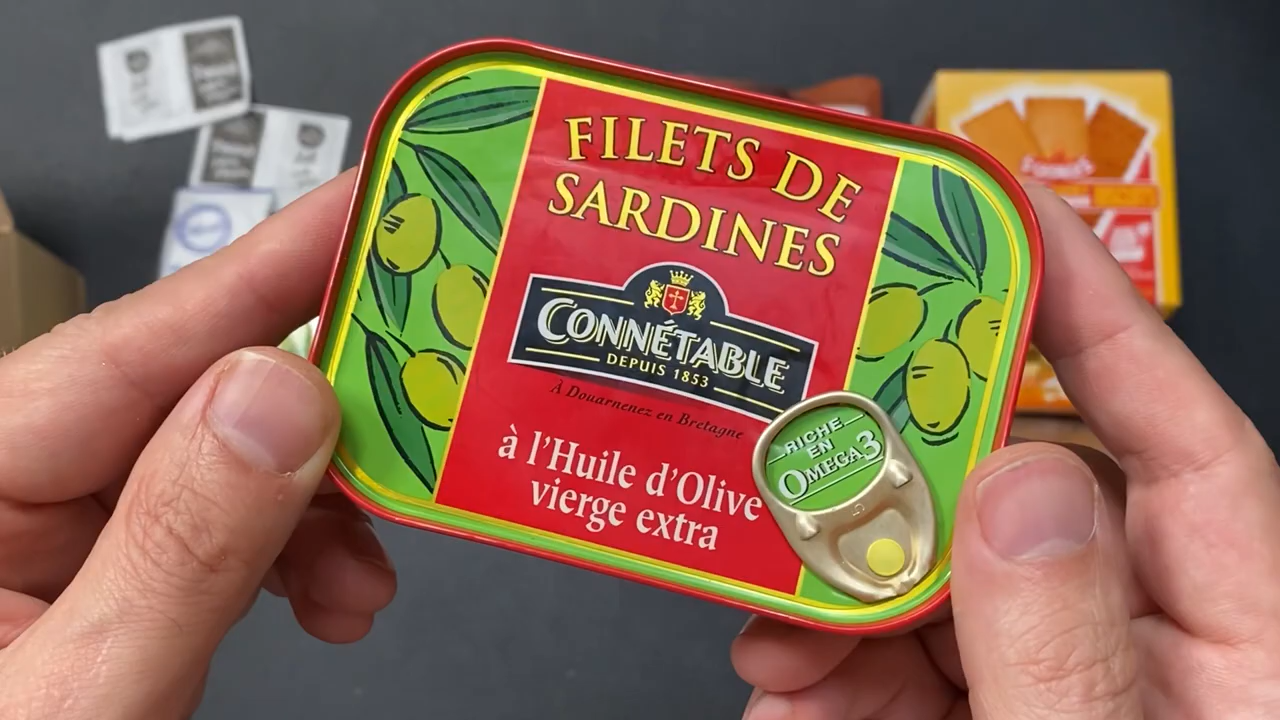 FILETS DE
SARDINES
CONNÉTABLE
DEPUIS 1853
À Douarnenez en Bretagne
à l'Huile d'Olive
vierge extra
RICHE
EN
OMEGA3